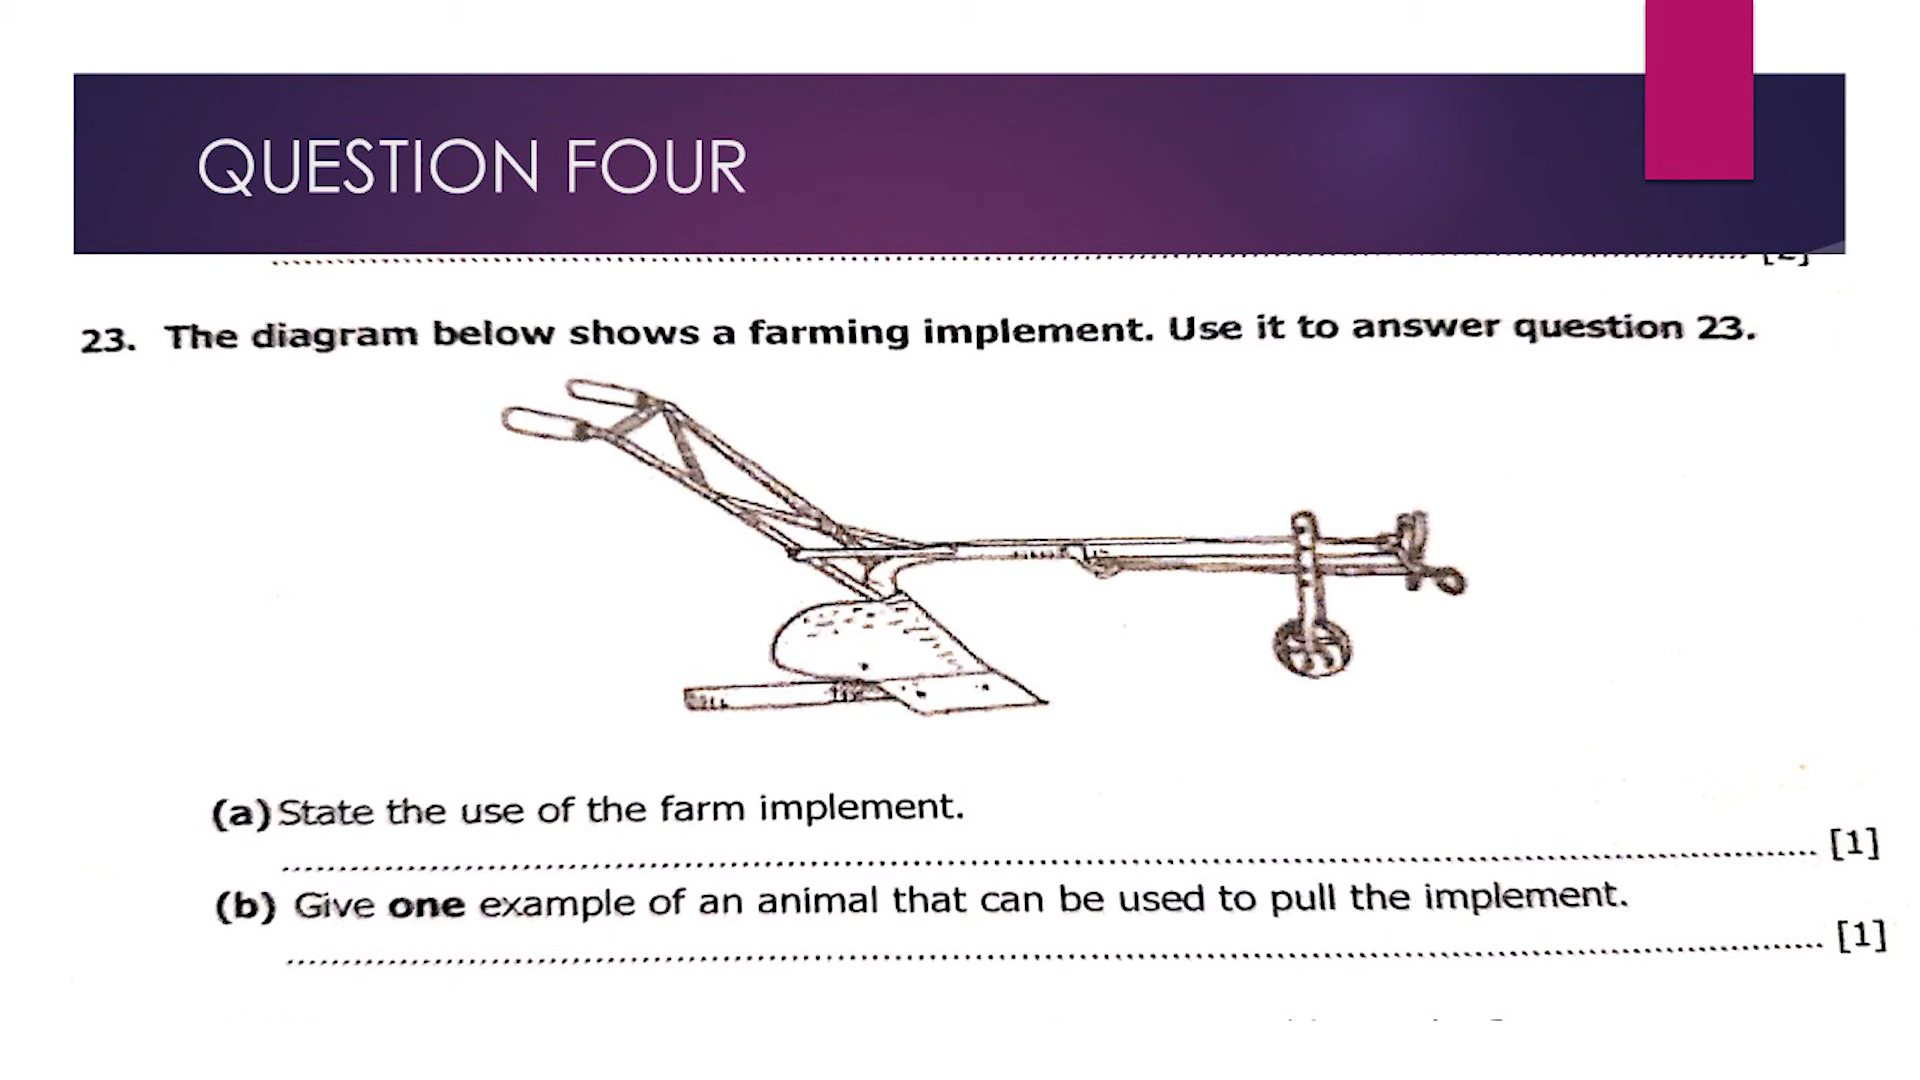 QUESTION FOUR
23. The diagram below shows a farming implement. Use it to answer question 23.
(a) State the use of the farm implement.
[1]
(b) Give one example of an animal that can be used to pull the implement.
[1]